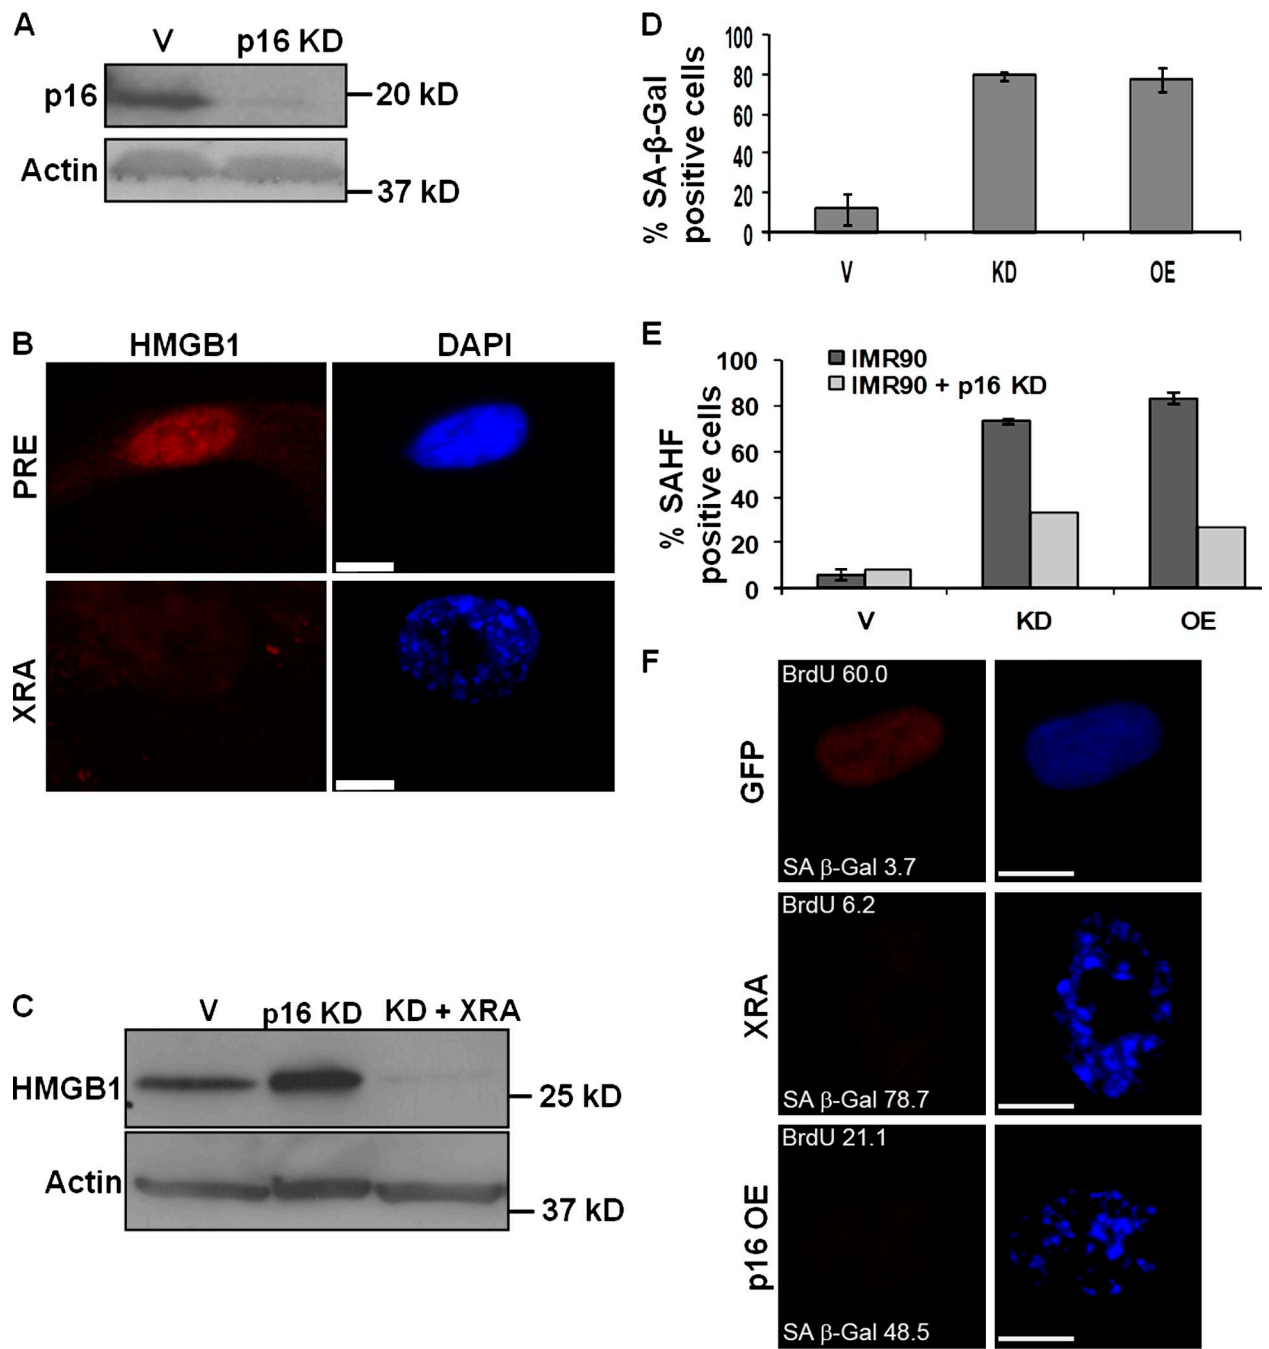 A
V p16 KD
p16
20 kD
Actin
37 kD
B
HMGB1 DAPI
PRE
XRA
C
V p16 KD KD + XRA
HMGB1
25 kD
Actin
37 kD
D
% SA-β-Gal
positive cells
100
80
60
40
20
0
V KD OE
E
% SAHF
positive cells
100
80
60
40
20
0
IMR90
IMR90 + p16 KD
V KD OE
F
GFP
BrdU 60.0
SA β-Gal 3.7
XRA
BrdU 6.2
SA β-Gal 78.7
p16 OE
BrdU 21.1
SA β-Gal 48.5